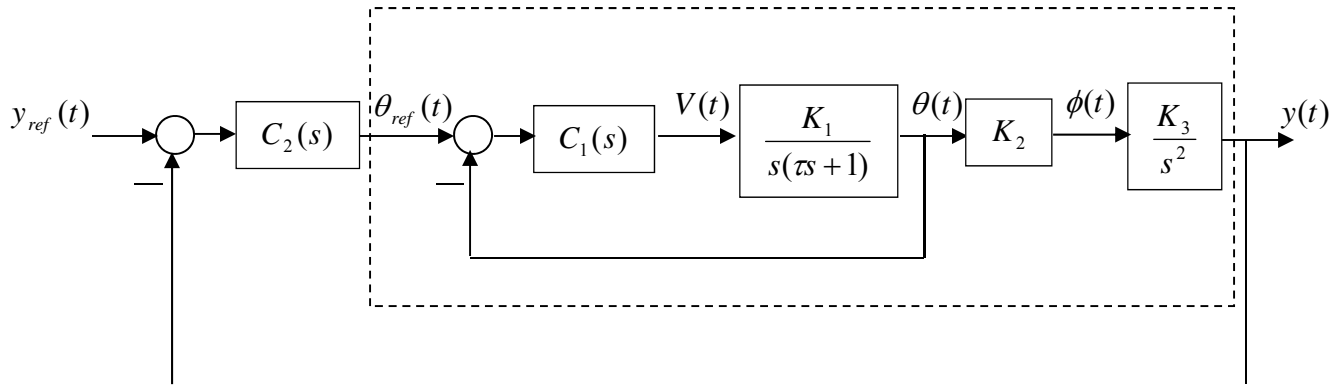 y_ref(t)
C_2(s)
θ_ref(t)
C_1(s)
V(t)
K_1
s(τs+1)
θ(t)
K_2
ϕ(t)
K_3
s^2
y(t)
—
—